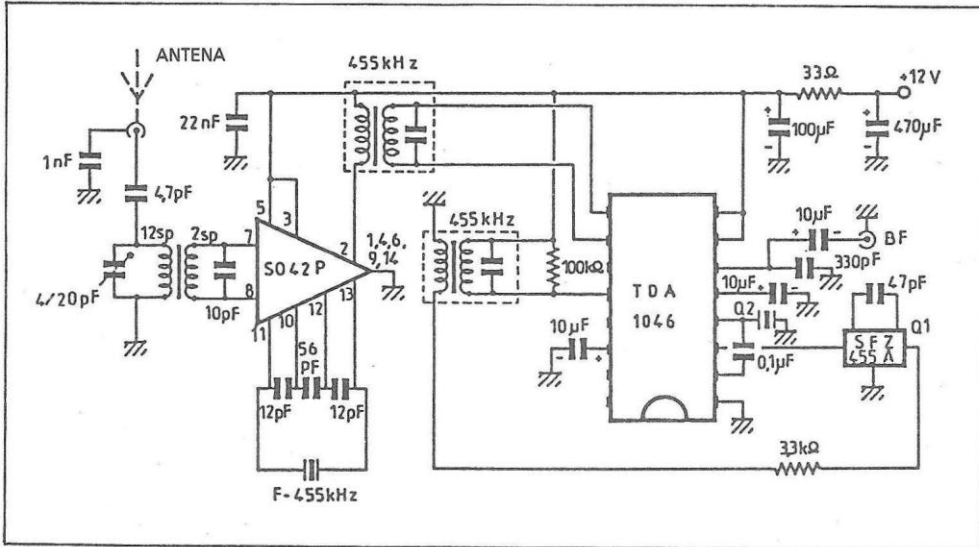 ANTENA
455kHz
33Ω
+12V
22nF
100µF
470µF
1nF
4,7pF
5
3
455kHz
12sp
2sp
7
2
1,4,6,
9,14
10µF
BF
SO42P
100kΩ
330pF
4/20pF
TDA
1046
10µF
47pF
8
13
Q2
Q1
10pF
12
10µF
11
10
0,1µF
SFZ
455A
56
pF
12pF
12pF
3,3kΩ
F-455kHz
+
-
+
-
+
-
+
-
-
+